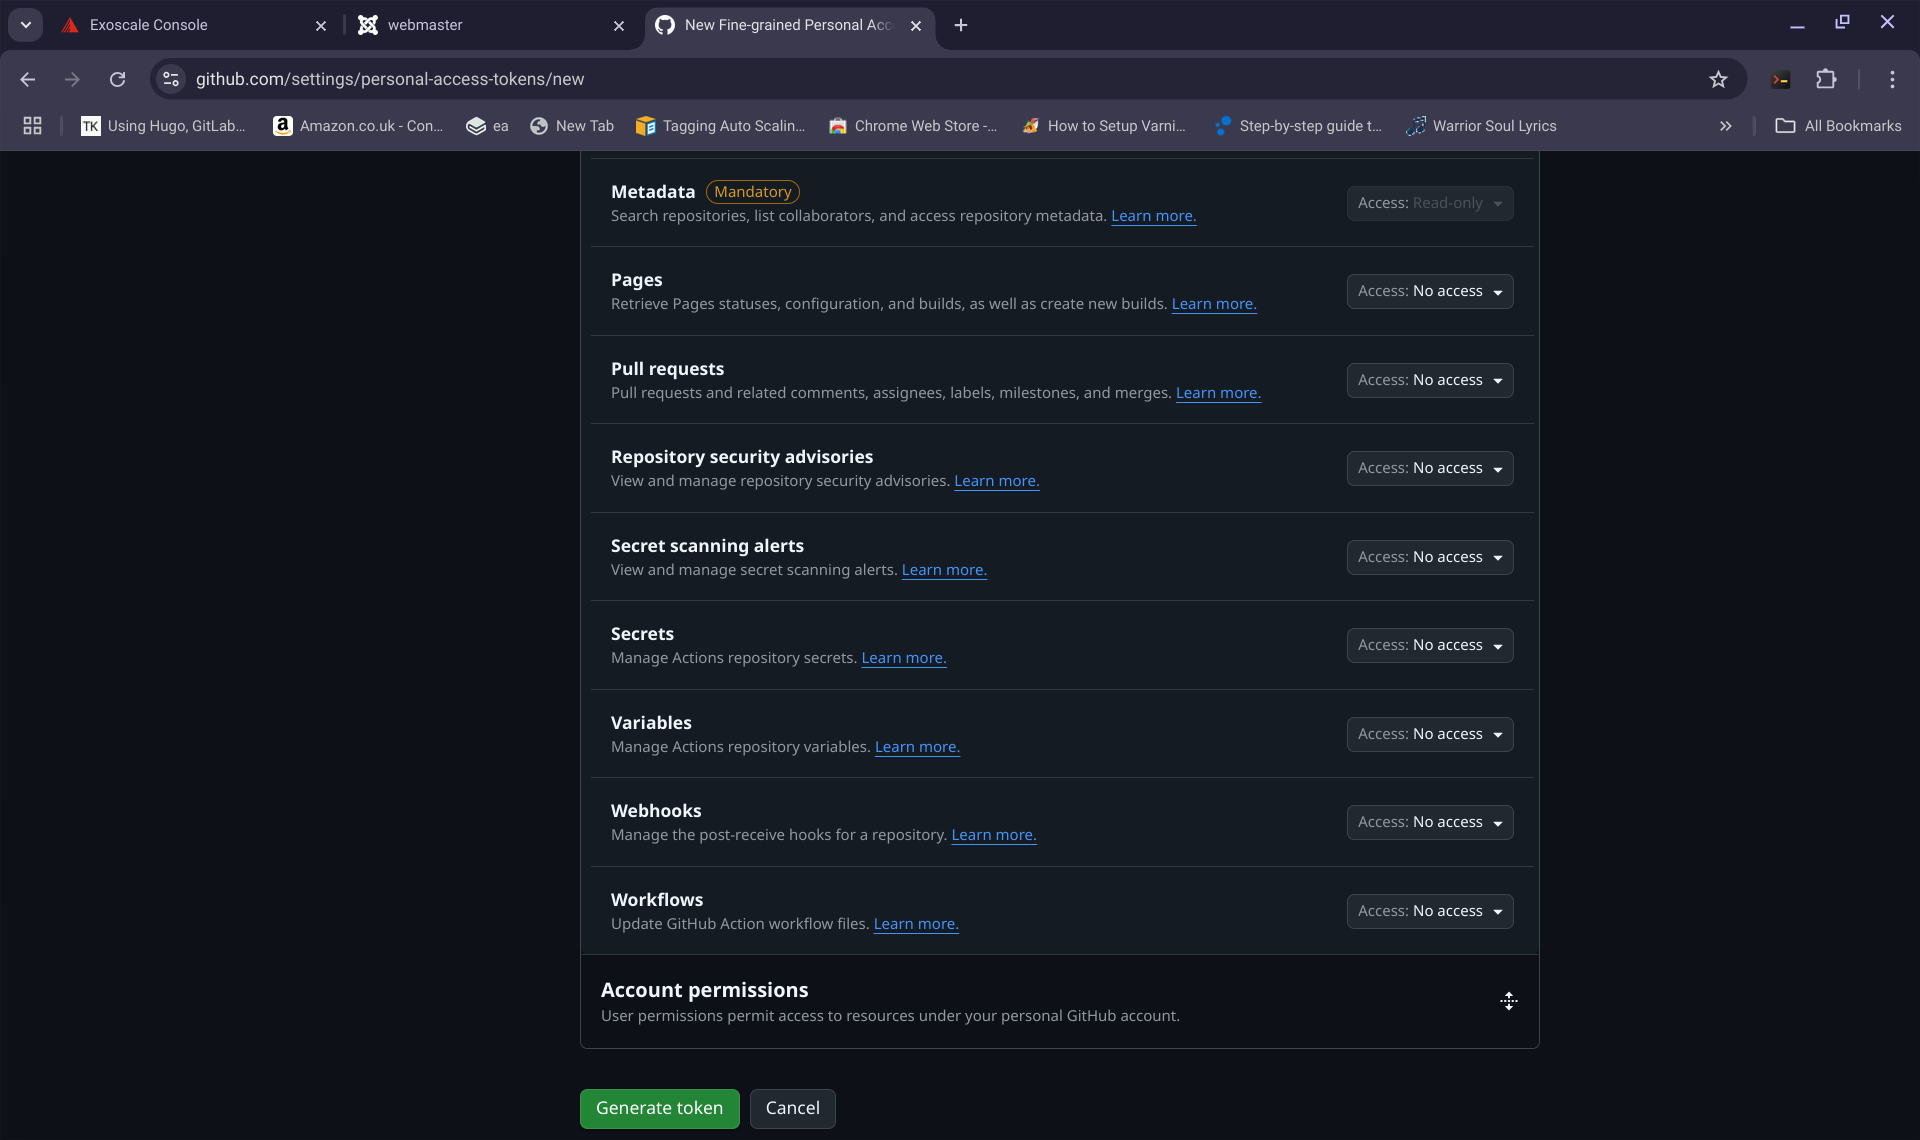 Exoscale Console
webmaster
New Fine-grained Personal Acc
github.com/settings/personal-access-tokens/new
TK Using Hugo, GitLab…
a Amazon.co.uk - Con…
ea
New Tab
Tagging Auto Scalin…
Chrome Web Store -…
How to Setup Varni…
Step-by-step guide t…
Warrior Soul Lyrics
All Bookmarks
Metadata Mandatory
Search repositories, list collaborators, and access repository metadata. Learn more.
Access: Read-only
Pages
Retrieve Pages statuses, configuration, and builds, as well as create new builds. Learn more.
Access: No access
Pull requests
Pull requests and related comments, assignees, labels, milestones, and merges. Learn more.
Access: No access
Repository security advisories
View and manage repository security advisories. Learn more.
Access: No access
Secret scanning alerts
View and manage secret scanning alerts. Learn more.
Access: No access
Secrets
Manage Actions repository secrets. Learn more.
Access: No access
Variables
Manage Actions repository variables. Learn more.
Access: No access
Webhooks
Manage the post-receive hooks for a repository. Learn more.
Access: No access
Workflows
Update GitHub Action workflow files. Learn more.
Access: No access
Account permissions
User permissions permit access to resources under your personal GitHub account.
Generate token
Cancel